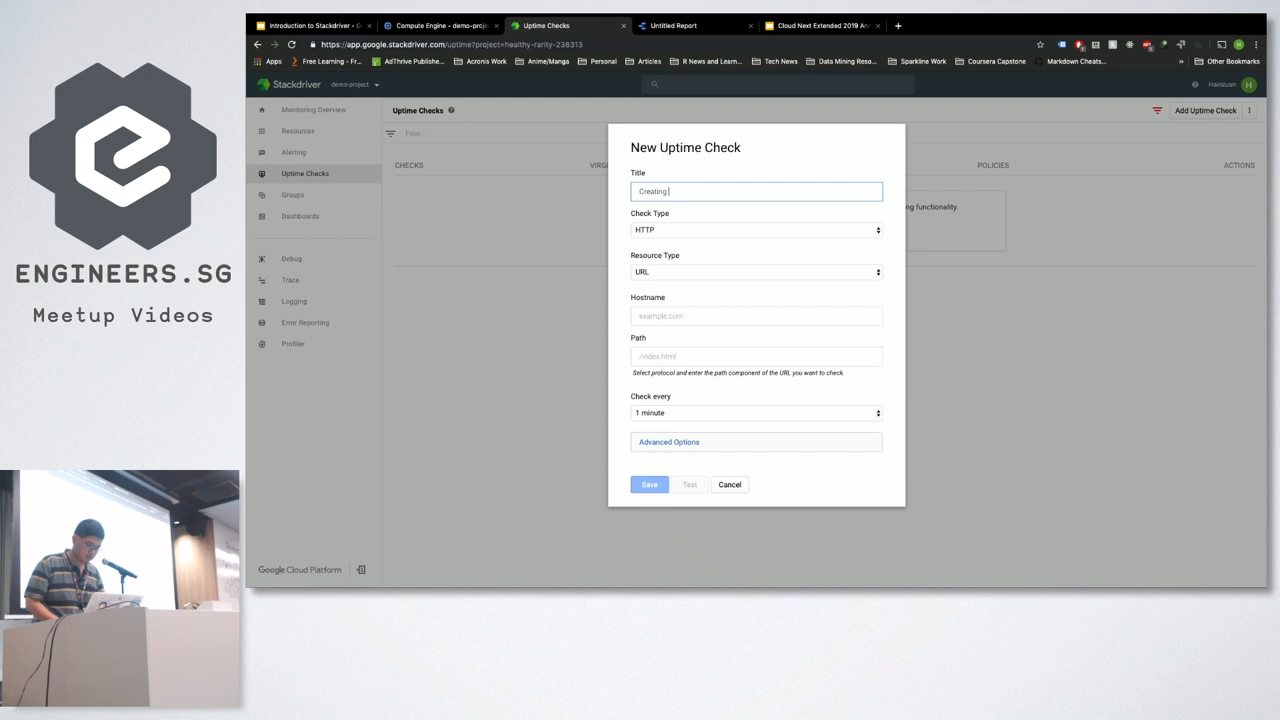 ENGINEERS.SG
Meetup Videos
Introduction to Stackdriver - G
Compute Engine - demo-proje
Uptime Checks
Untitled Report
Cloud Next Extended 2019 An
https://app.google.stackdriver.com/uptime?project=healthy-rarity-238313
Apps
Free Learning - Fr...
AdThrive Publishe...
Acronis Work
Anime/Manga
Personal
Articles
R News and Learn...
Tech News
Data Mining Reso...
Sparkline Work
Coursera Capstone
Markdown Cheats...
»
Other Bookmarks
Stackdriver
demo-project
Hairizuan
H
Monitoring Overview
Resources
Alerting
Uptime Checks
Groups
Dashboards
Debug
Trace
Logging
Error Reporting
Profiler
Google Cloud Platform
Uptime Checks
Add Uptime Check
Filter...
CHECKS
VIRG
POLICIES
ACTIONS
ng functionality.
New Uptime Check
Title
Creating
Check Type
HTTP
Resource Type
URL
Hostname
example.com
Path
/index.html
Select protocol and enter the path component of the URL you want to check.
Check every
1 minute
Advanced Options
Save
Test
Cancel